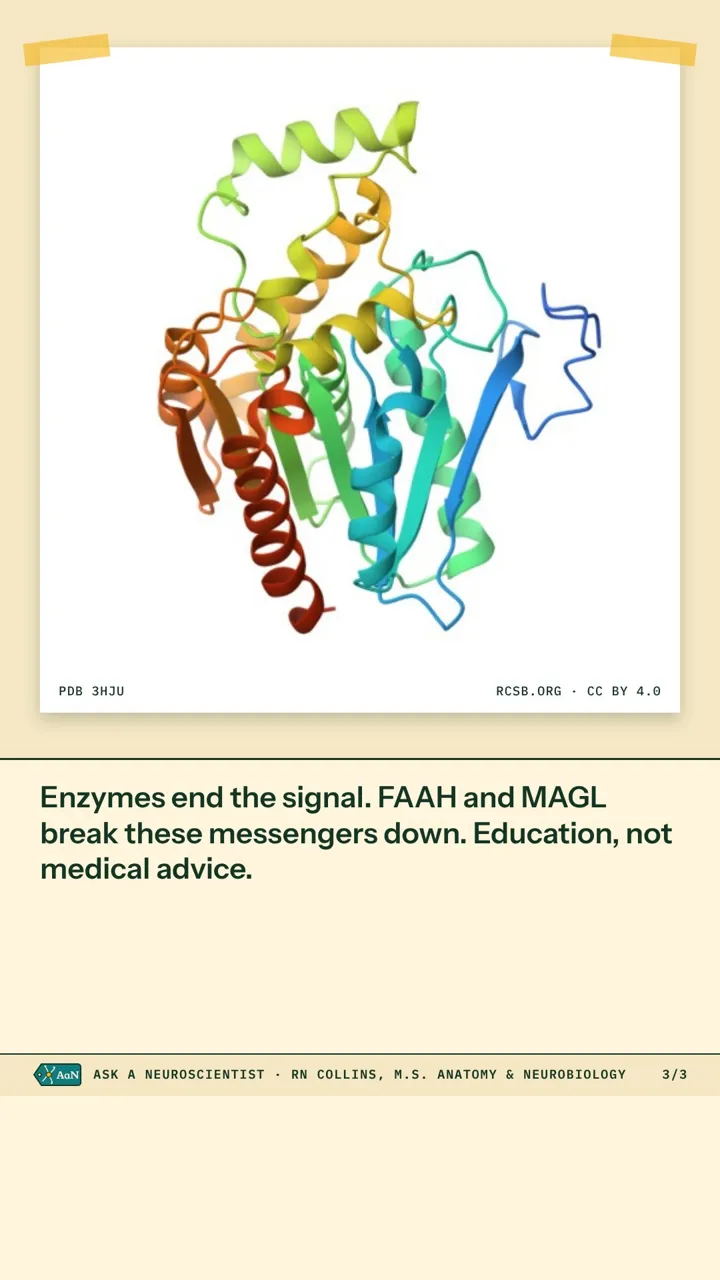 PDB 3HJU
RCSB.ORG · CC BY 4.0
Enzymes end the signal. FAAH and MAGL
break these messengers down. Education, not
medical advice.
AaN
ASK A NEUROSCIENTIST · RN COLLINS, M.S. ANATOMY & NEUROBIOLOGY
3/3